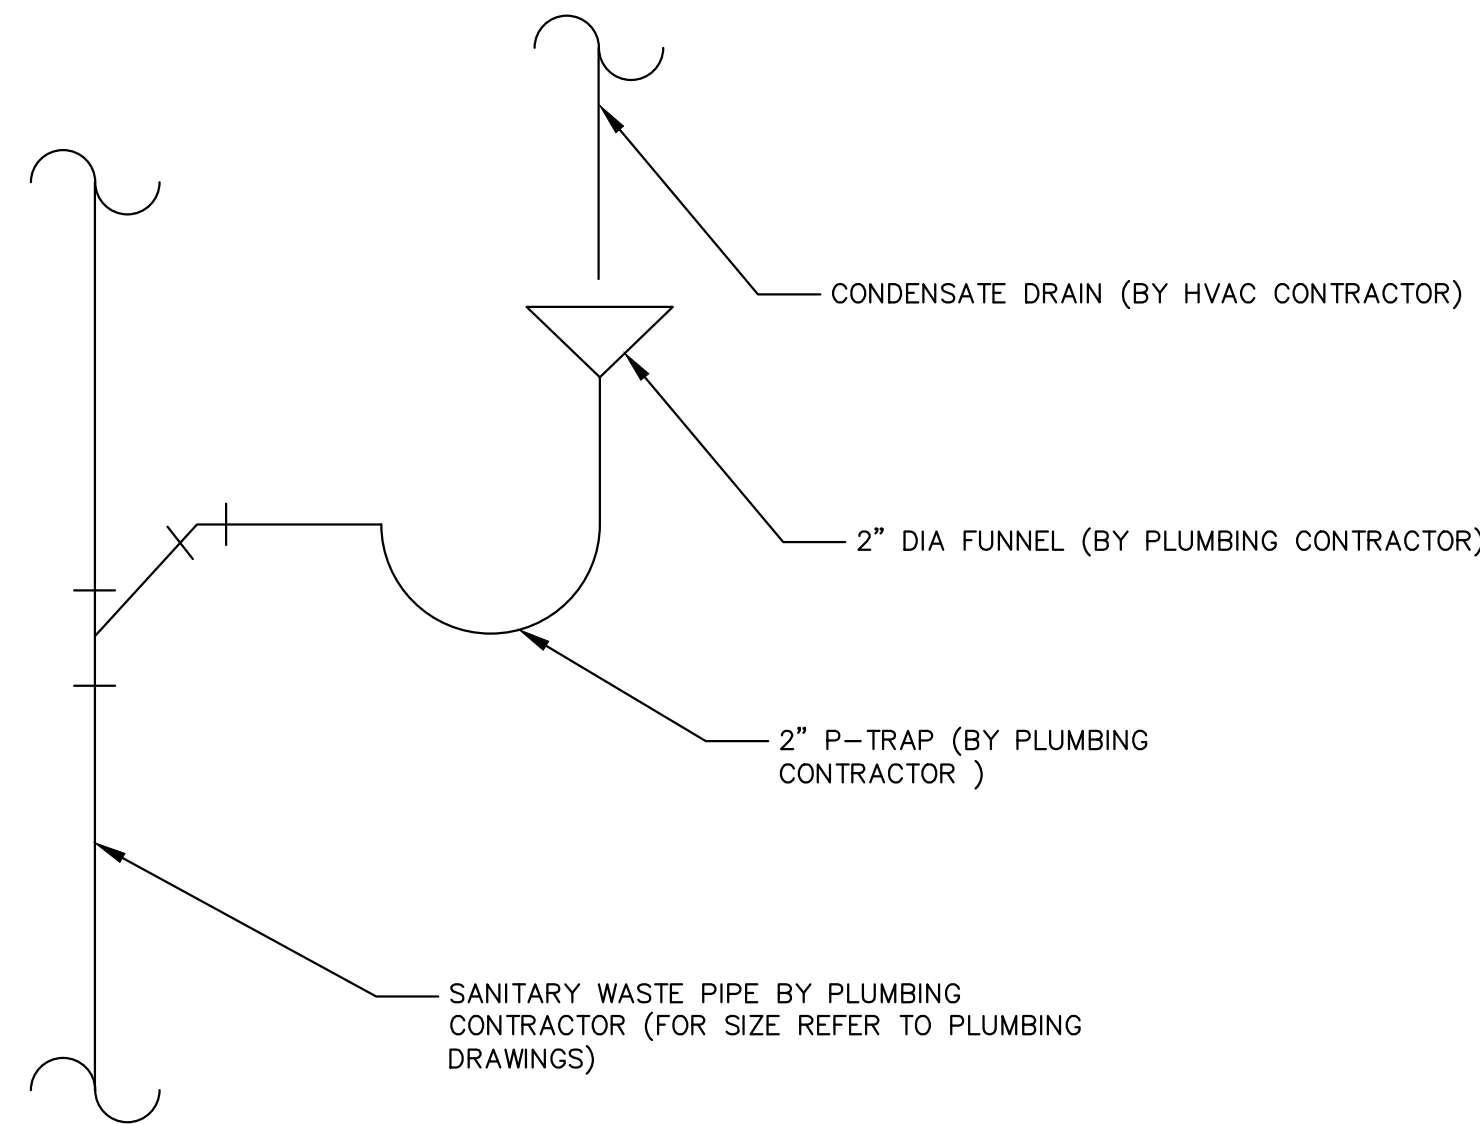 CONDENSATE DRAIN (BY HVAC CONTRACTOR)
2" DIA FUNNEL (BY PLUMBING CONTRACTOR)
2" P-TRAP (BY PLUMBING
CONTRACTOR )
SANITARY WASTE PIPE BY PLUMBING
CONTRACTOR (FOR SIZE REFER TO PLUMBING
DRAWINGS)